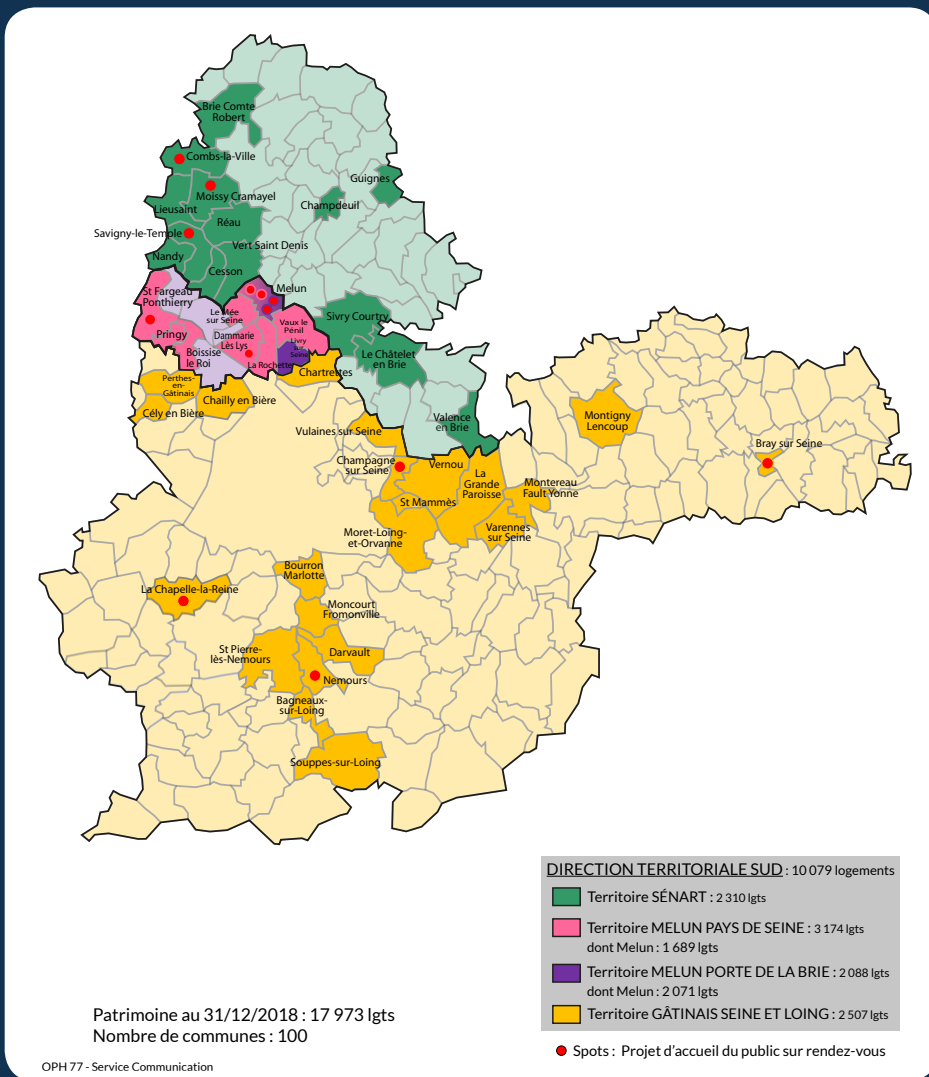 Brie Comte
Robert
Combs-la-Ville
Guignes
Moissy Cramayel
Champdeuil
Lieusaint
Réau
Savigny-le-Temple
Vert Saint Denis
Nandy
Cesson
Melun
St Fargeau
Ponthierry
Le Mée
sur Seine
Sivry Courtry
Vaux le
Pénil
Pringy
Dammarie
Lès Lys
Livry
sur
Seine
Boissise
le Roi
La Rochette
Le Châtelet
en Brie
Chartrettes
Perthes-
en-
Gâtinais
Chailly en Bière
Cély en Bière
Montigny
Lencoup
Valence
en Brie
Vulaines sur Seine
Bray sur Seine
Champagne
sur Seine
Vernou
La
Grande
Paroisse
Montereau
Fault Yonne
St Mammès
Varennes
sur Seine
Moret-Loing-
et-Orvanne
Bourron
Marlotte
La Chapelle-la-Reine
Moncourt
Fromonville
St Pierre-
lès-Nemours
Darvault
Nemours
Bagneaux-
sur-Loing
Souppes-sur-Loing
DIRECTION TERRITORIALE SUD : 10 079 logements
Territoire SÉNART : 2 310 lgts
Territoire MELUN PAYS DE SEINE : 3 174 lgts
dont Melun : 1 689 lgts
Territoire MELUN PORTE DE LA BRIE : 2 088 lgts
dont Melun : 2 071 lgts
Territoire GÂTINAIS SEINE ET LOING : 2 507 lgts
Spots : Projet d'accueil du public sur rendez-vous
Patrimoine au 31/12/2018 : 17 973 lgts
Nombre de communes : 100
OPH 77 - Service Communication